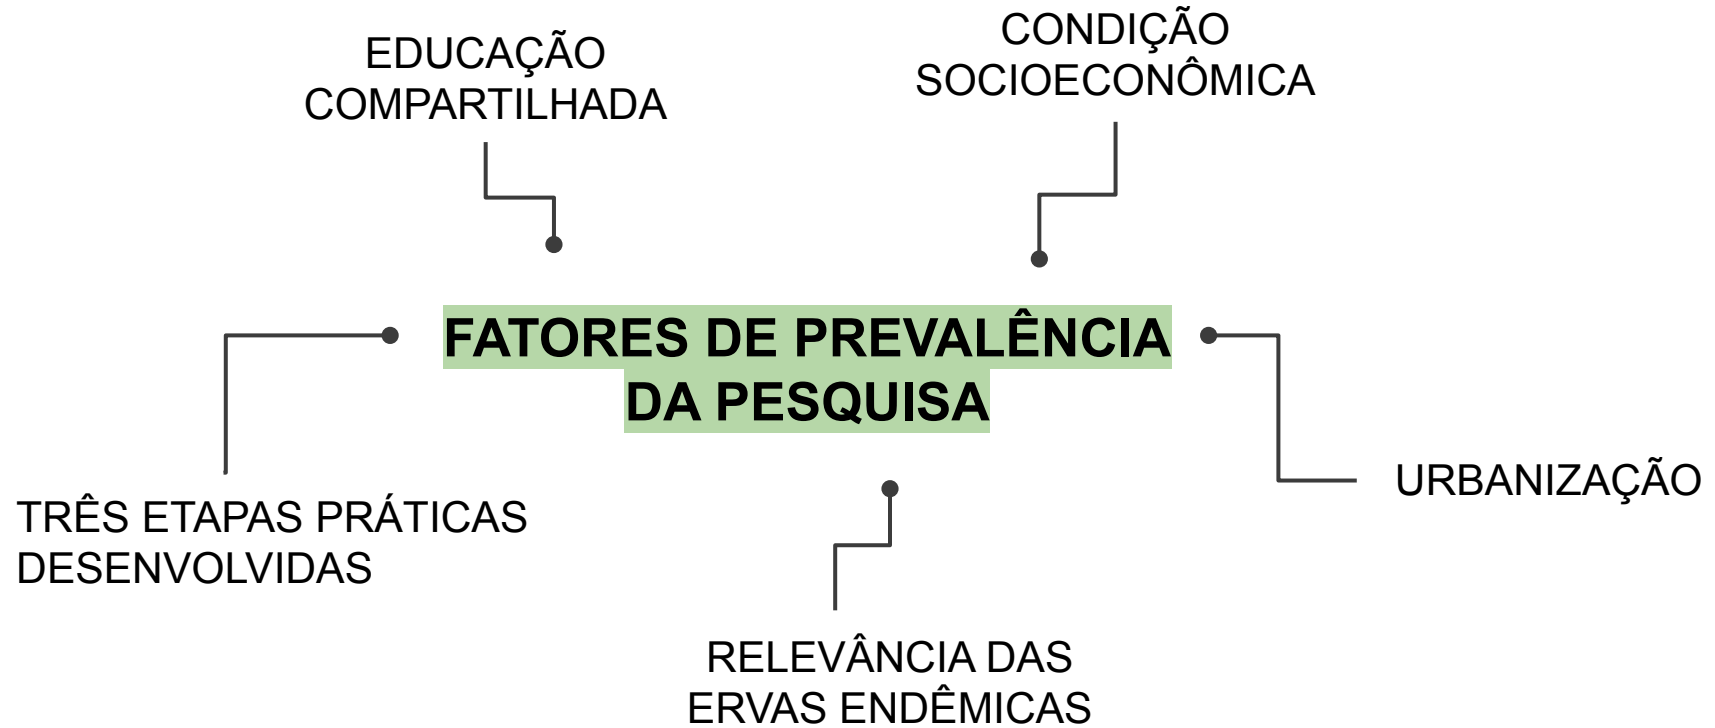 EDUCAÇÃO
COMPARTILHADA
CONDIÇÃO
SOCIOECONÔMICA
FATORES DE PREVALÊNCIA
DA PESQUISA
TRÊS ETAPAS PRÁTICAS
DESENVOLVIDAS
URBANIZAÇÃO
RELEVÂNCIA DAS
ERVAS ENDÊMICAS